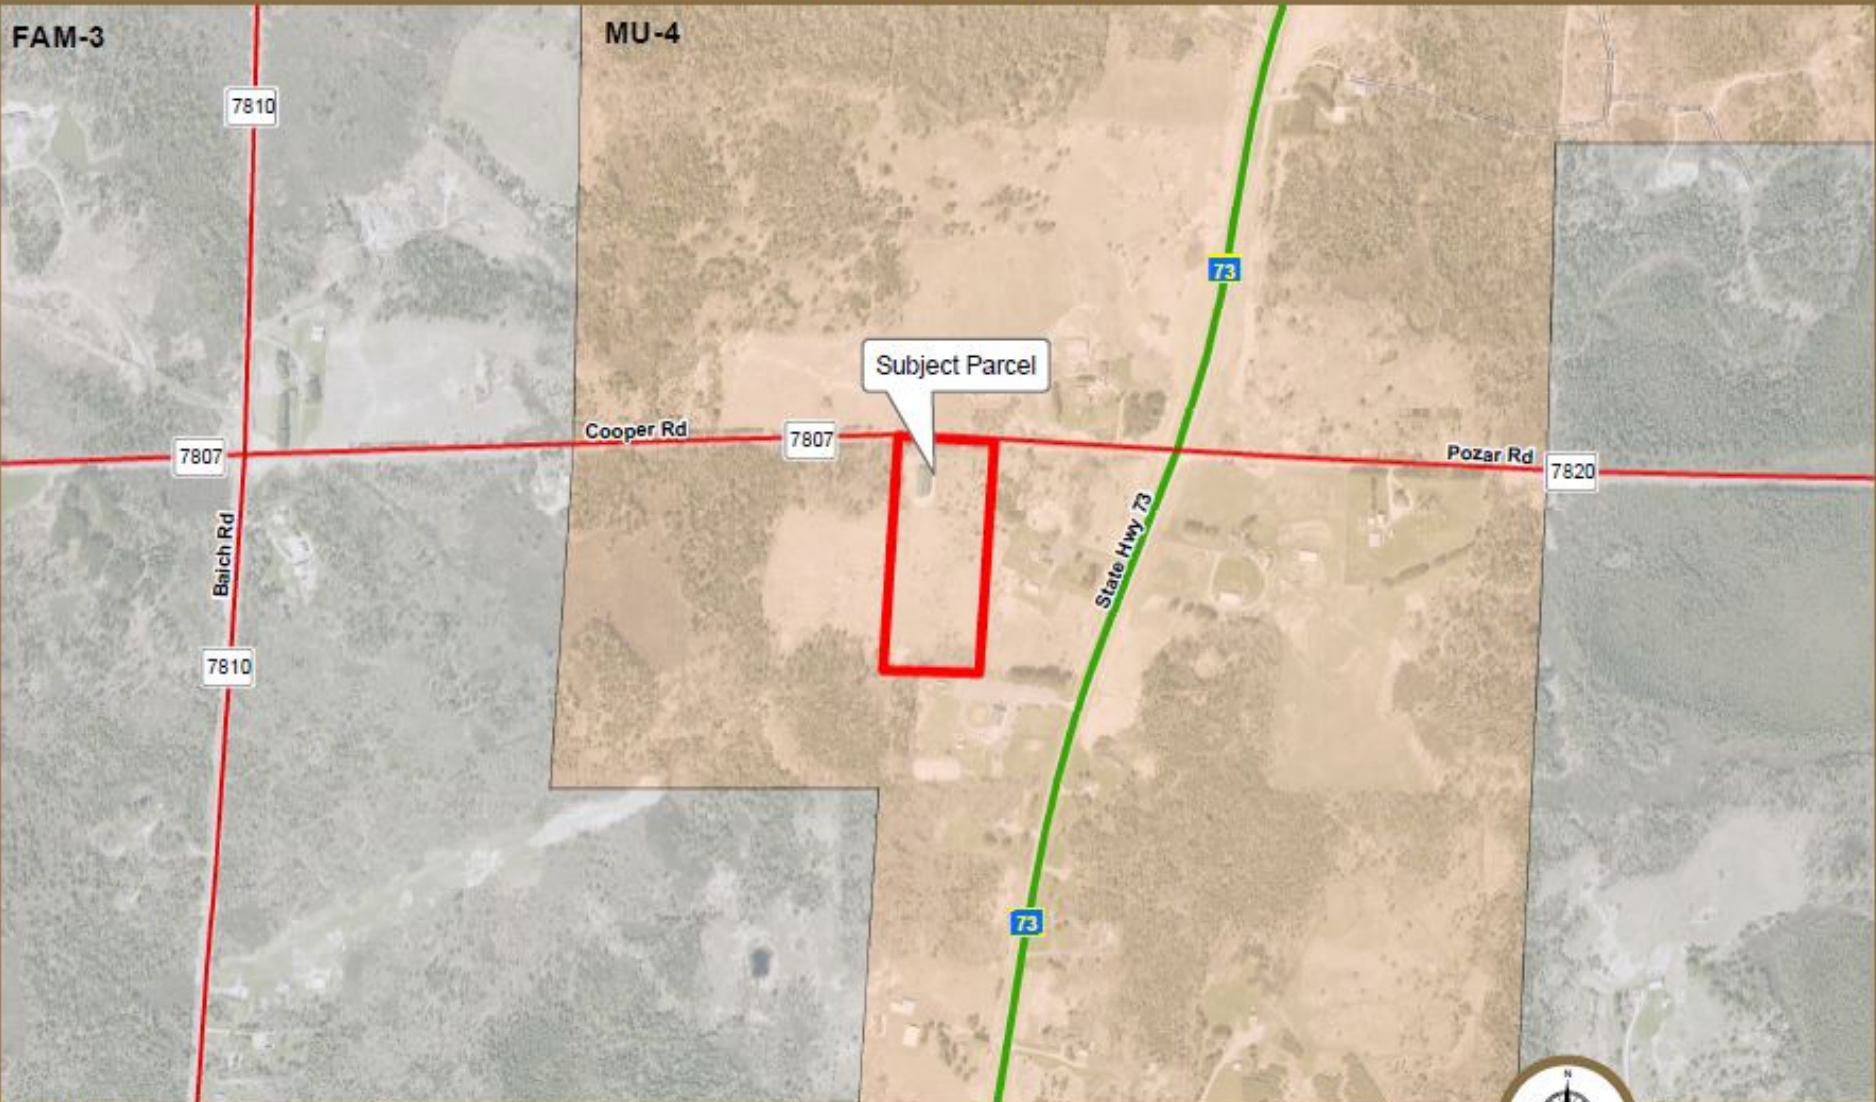 FAM-3
MU-4
7810
73
Subject Parcel
Cooper Rd
7807
7807
Pozar Rd
7820
Baich Rd
State Hwy 73
7810
73
N